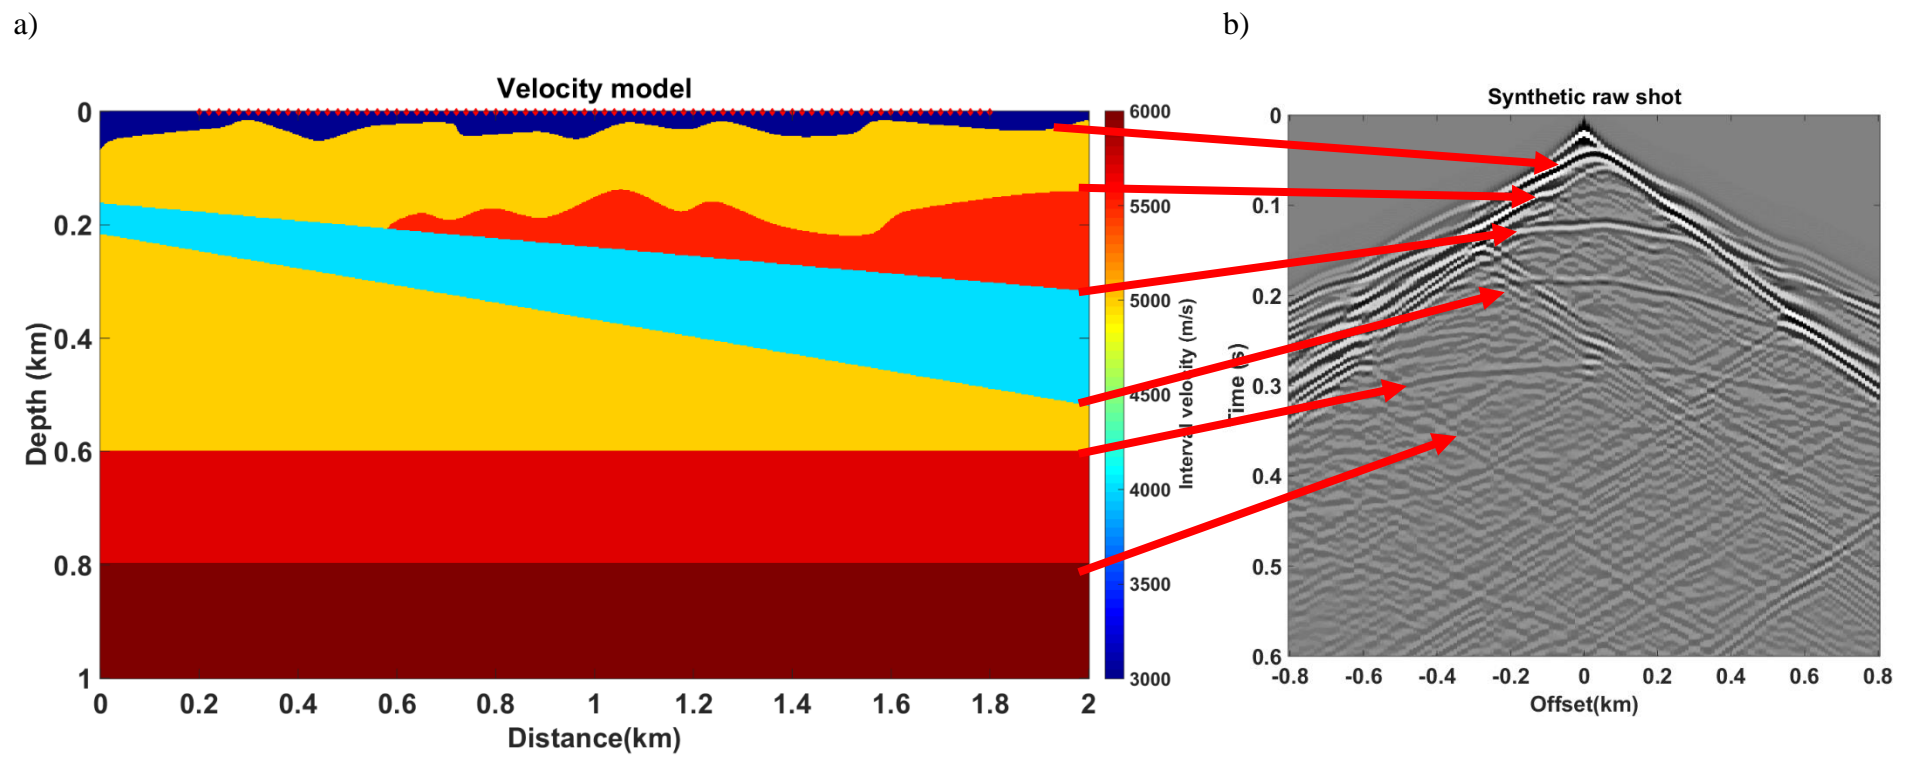 a)
b)
Velocity model
0
0.2
0.4
0.6
0.8
1
Depth (km)
0 0.2 0.4 0.6 0.8 1 1.2 1.4 1.6 1.8 2
Distance(km)
6000
5500
5000
4500
4000
3500
3000
Interval velocity (m/s)
Synthetic raw shot
0
0.1
0.2
0.3
0.4
0.5
0.6
Time (s)
-0.8 -0.6 -0.4 -0.2 0 0.2 0.4 0.6 0.8
Offset(km)